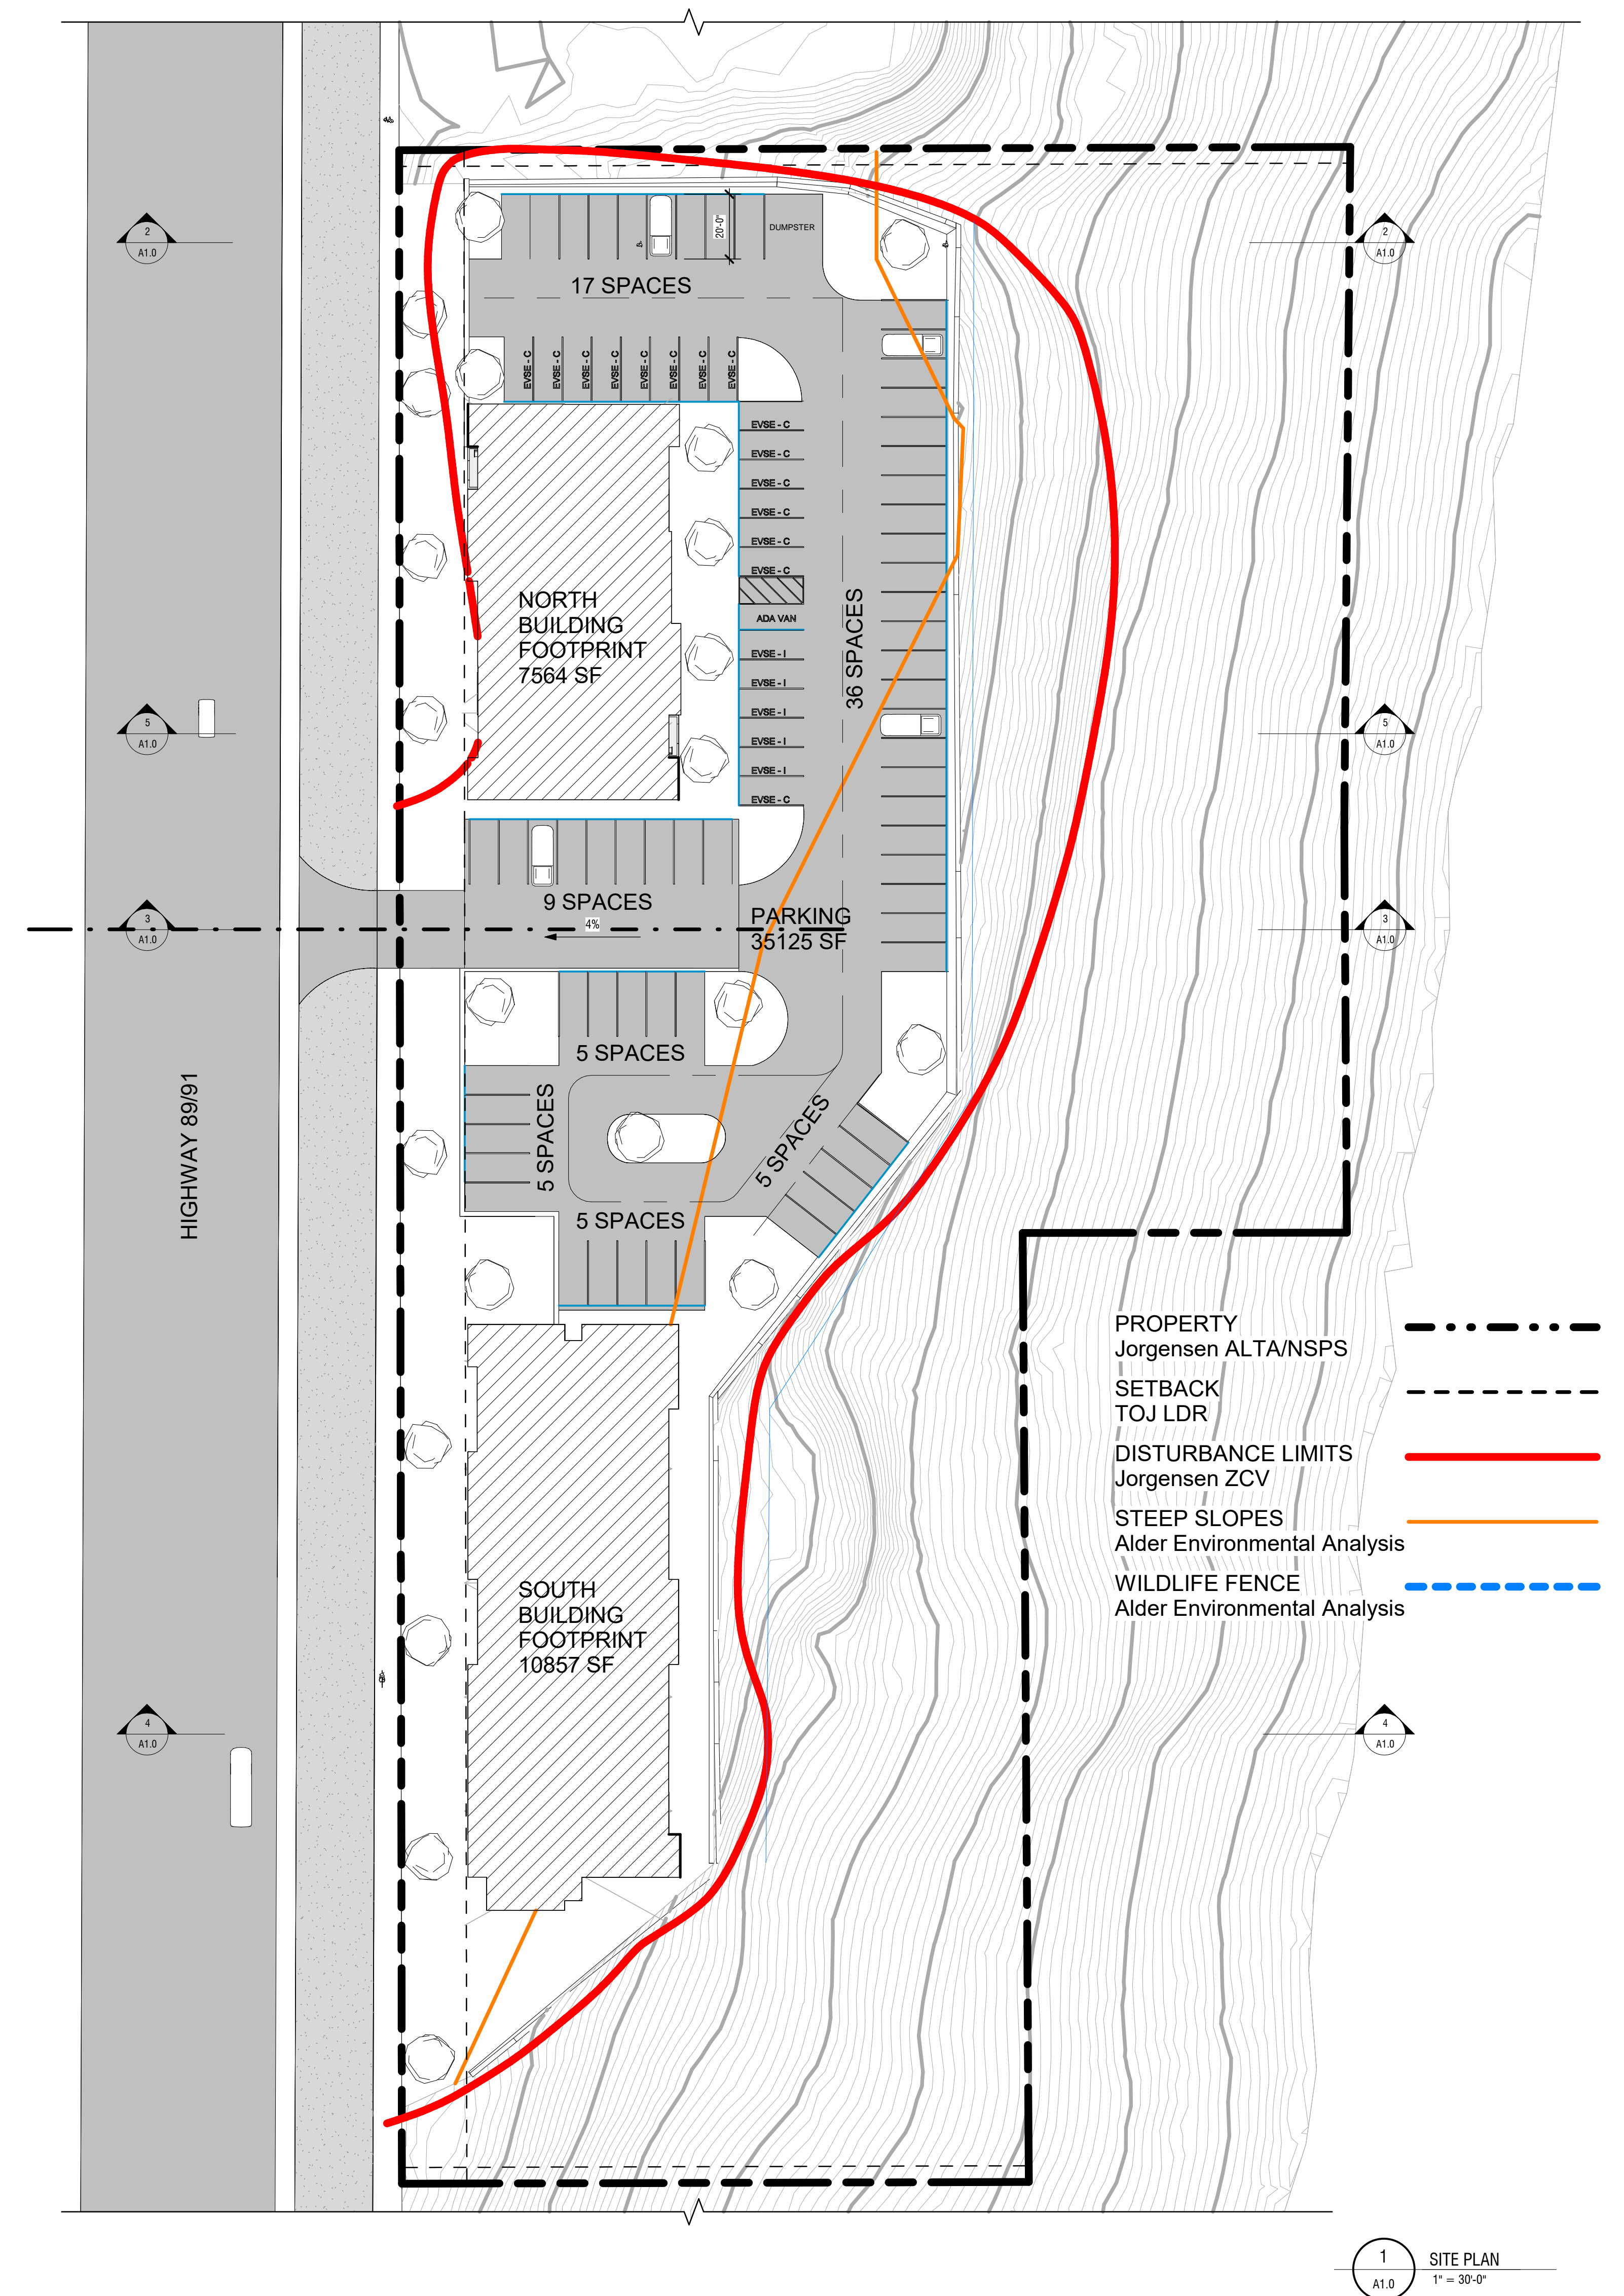 2
A1.0
20'-0"
DUMPSTER
2
A1.0
17 SPACES
EVSE - C
EVSE - C
EVSE - C
EVSE - C
EVSE - C
EVSE - C
EVSE - C
EVSE - C
EVSE - C
EVSE - C
EVSE - C
EVSE - C
EVSE - C
EVSE - C
ADA VAN
EVSE - I
EVSE - I
EVSE - I
EVSE - I
EVSE - I
EVSE - C
36 SPACES
NORTH
BUILDING
FOOTPRINT
7564 SF
5
A1.0
5
A1.0
9 SPACES
4%
PARKING
35125 SF
3
A1.0
3
A1.0
5 SPACES
5 SPACES
5 SPACES
5 SPACES
HIGHWAY 89/91
PROPERTY
Jorgensen ALTA/NSPS
SETBACK
TOJ LDR
DISTURBANCE LIMITS
Jorgensen ZCV
STEEP SLOPES
Alder Environmental Analysis
WILDLIFE FENCE
Alder Environmental Analysis
SOUTH
BUILDING
FOOTPRINT
10857 SF
4
A1.0
4
A1.0
1
A1.0
SITE PLAN
1" = 30'-0"